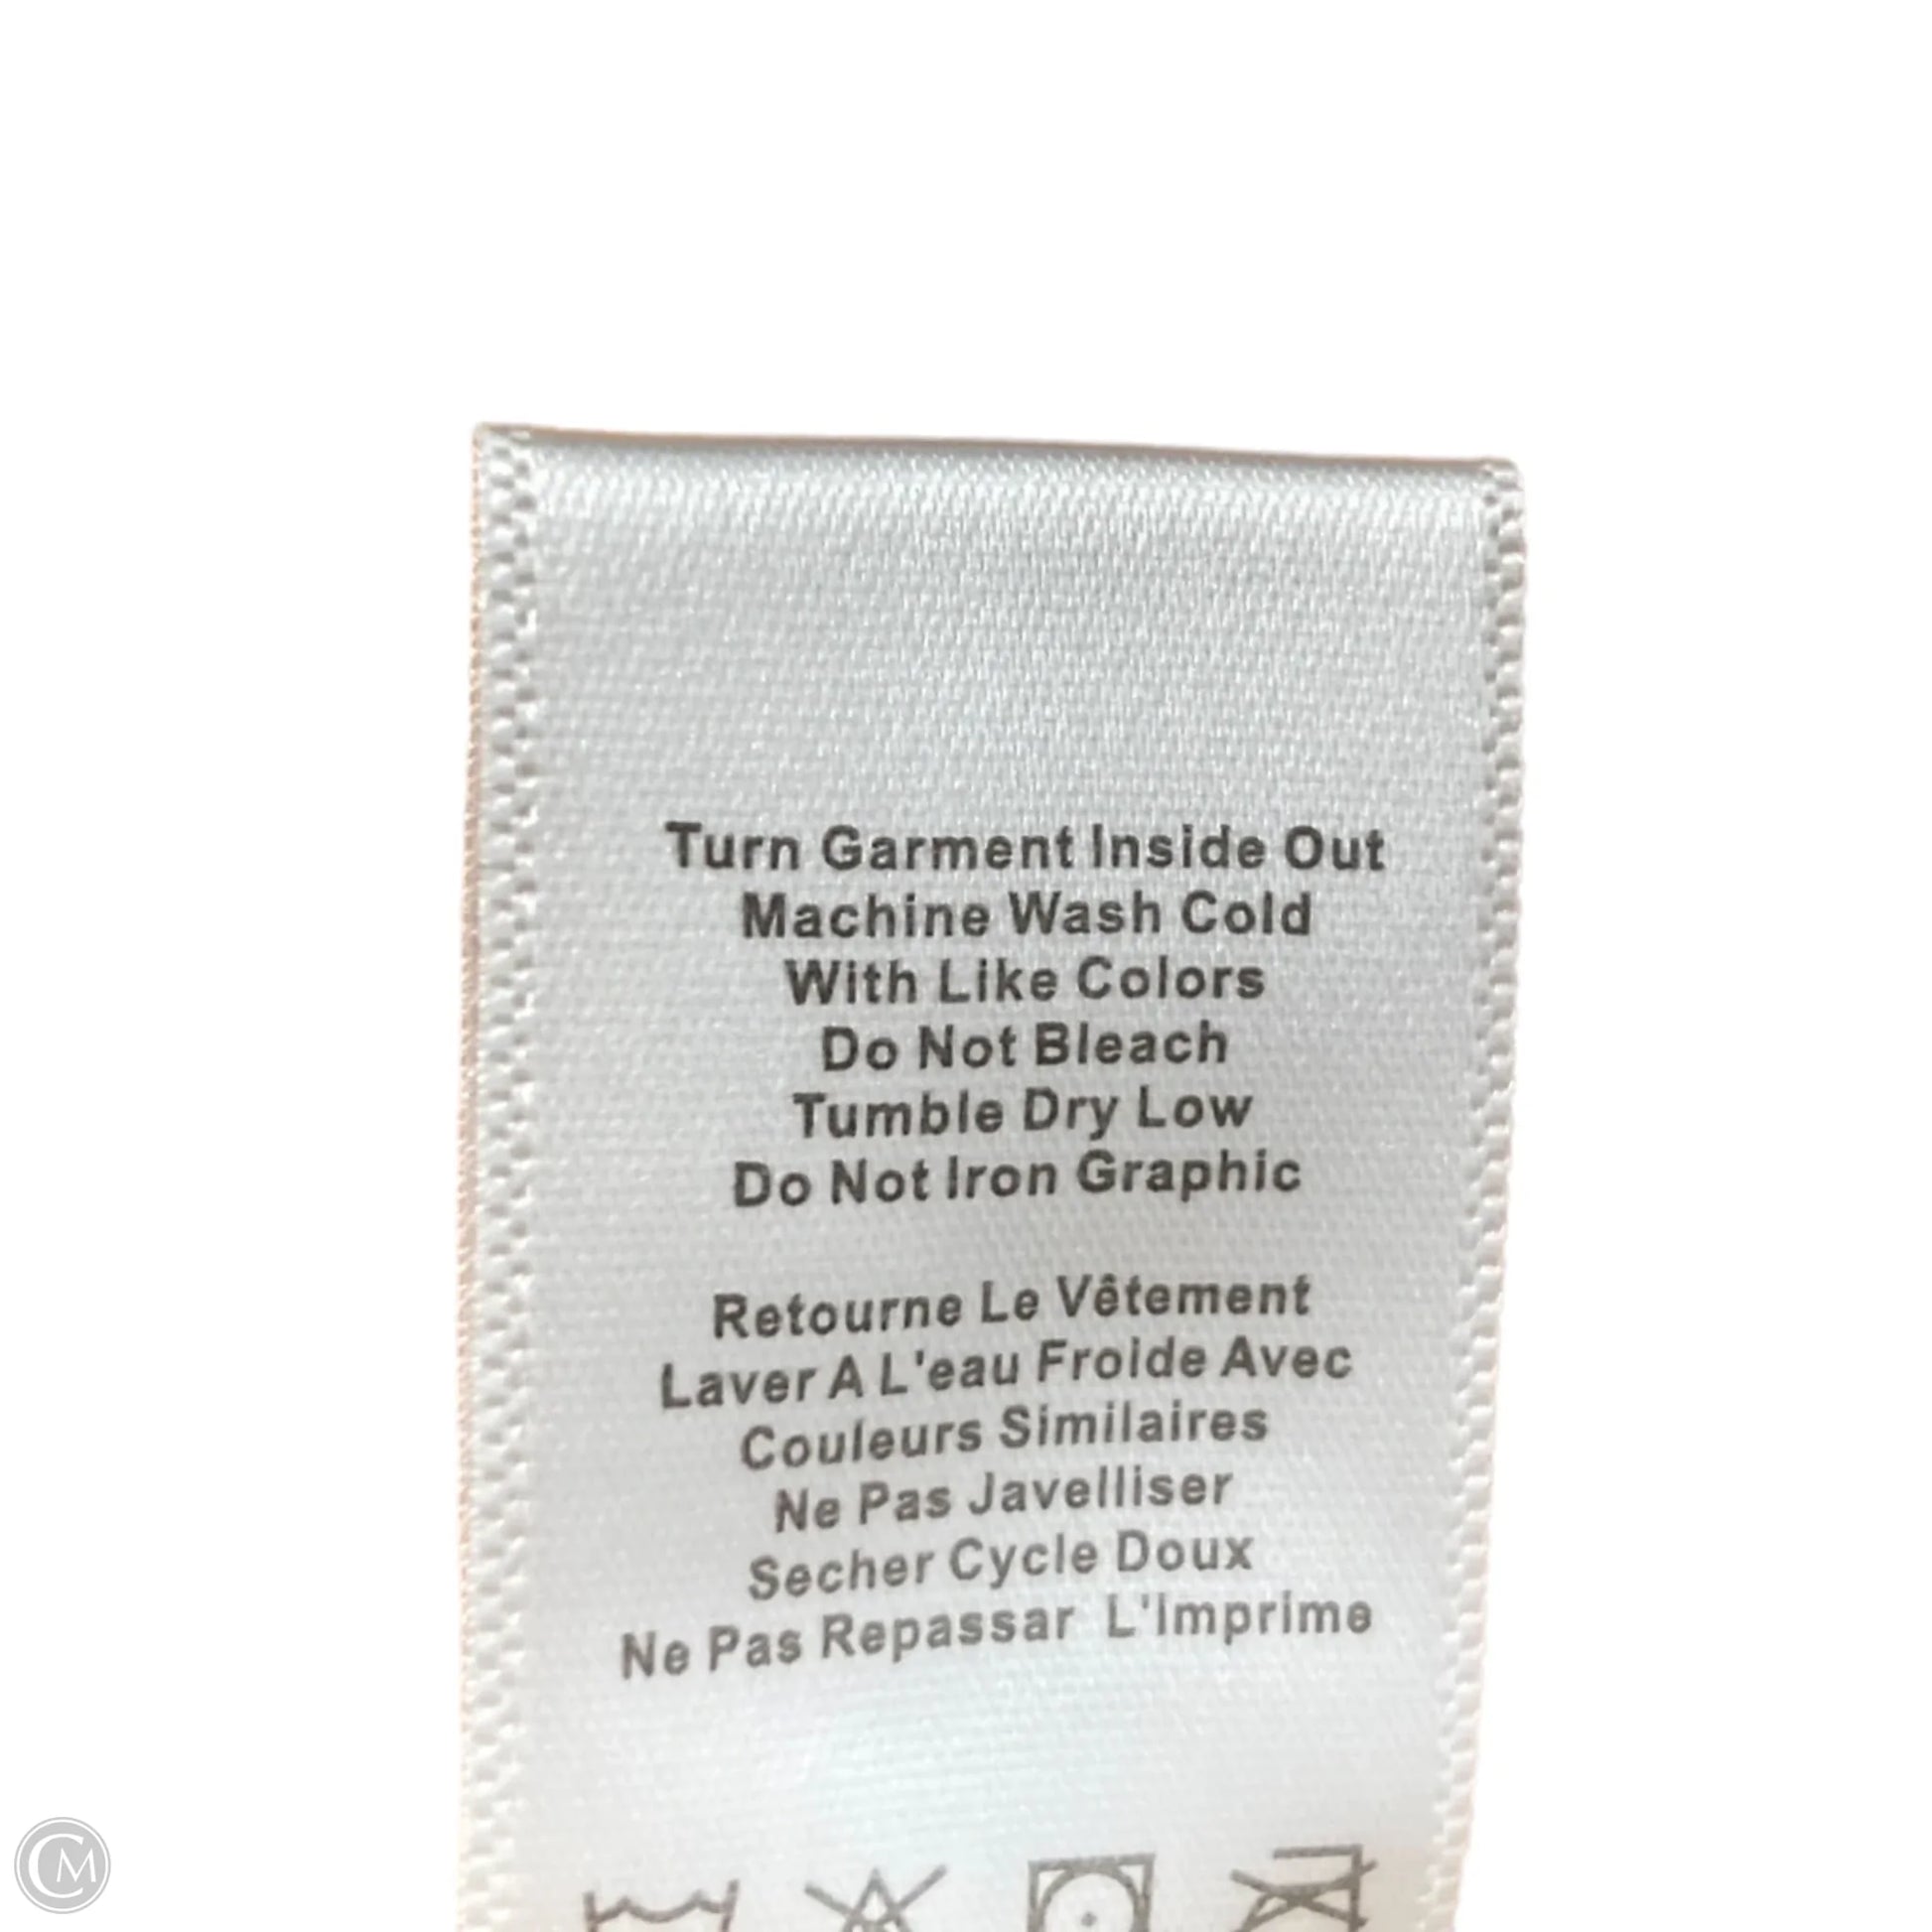 Turn Garment Inside Out
Machine Wash Cold
With Like Colors
Do Not Bleach
Tumble Dry Low
Do Not Iron Graphic
Retourne Le Vêtement
Laver A L'eau Froide Avec
Couleurs Similaires
Ne Pas Javelliser
Secher Cycle Doux
Ne Pas Repassar L'Imprime
CM